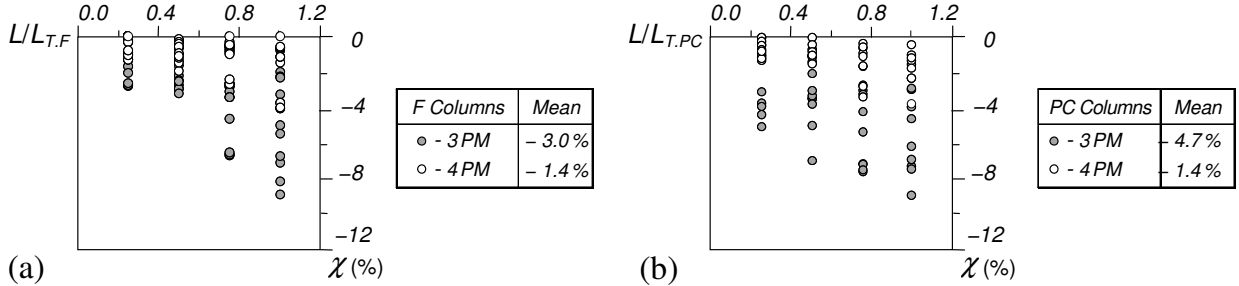 0.0 0.4 0.8 1.2
L/L_{T.F}
0
−4
−8
−12
χ (%)
(a)
F Columns Mean
- 3 PM − 3.0 %
- 4 PM − 1.4 %
0.0 0.4 0.8 1.2
L/L_{T.PC}
0
−4
−8
−12
χ (%)
(b)
PC Columns Mean
- 3 PM − 4.7 %
- 4 PM − 1.4 %